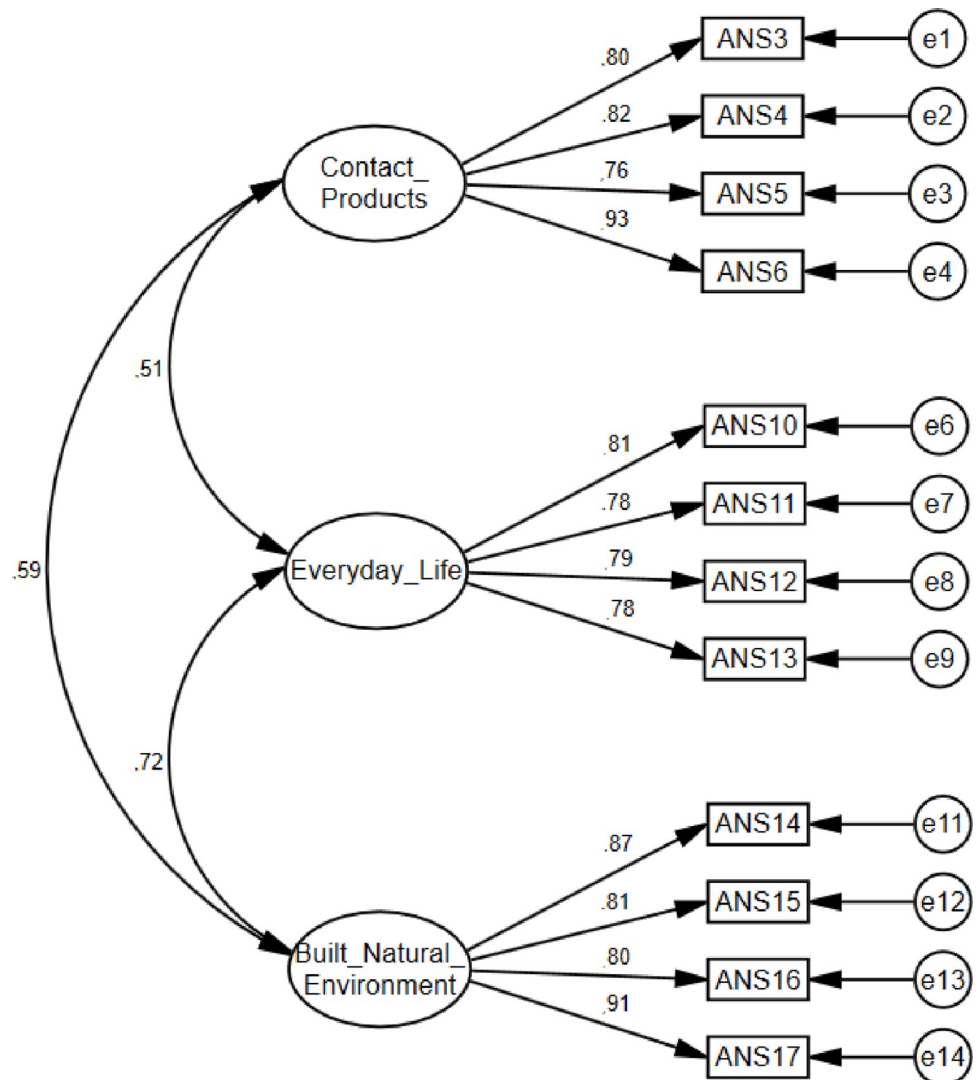 ANS3
e1
.80
ANS4
e2
.82
Contact_
Products
.76
ANS5
e3
.93
ANS6
e4
.51
ANS10
e6
.81
ANS11
e7
.78
.59
Everyday_Life
.79
ANS12
e8
.78
ANS13
e9
.72
ANS14
e11
.87
ANS15
e12
.81
Built_Natural_
Environment
.80
ANS16
e13
.91
ANS17
e14